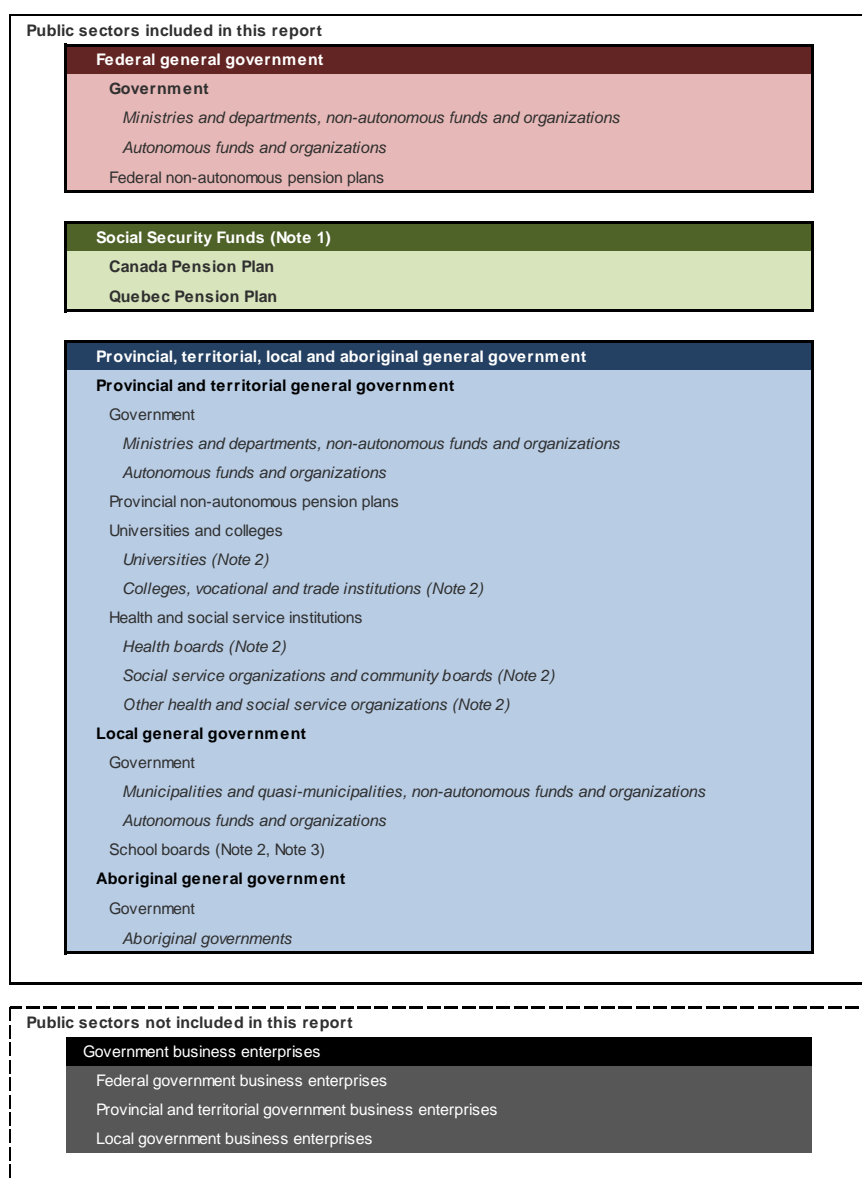 Public sectors included in this report
Federal general government
Government
Ministries and departments, non-autonomous funds and organizations
Autonomous funds and organizations
Federal non-autonomous pension plans
Social Security Funds (Note 1)
Canada Pension Plan
Quebec Pension Plan
Provincial, territorial, local and aboriginal general government
Provincial and territorial general government
Government
Ministries and departments, non-autonomous funds and organizations
Autonomous funds and organizations
Provincial non-autonomous pension plans
Universities and colleges
Universities (Note 2)
Colleges, vocational and trade institutions (Note 2)
Health and social service institutions
Health boards (Note 2)
Social service organizations and community boards (Note 2)
Other health and social service organizations (Note 2)
Local general government
Government
Municipalities and quasi-municipalities, non-autonomous funds and organizations
Autonomous funds and organizations
School boards (Note 2, Note 3)
Aboriginal general government
Government
Aboriginal governments
Public sectors not included in this report
Government business enterprises
Federal government business enterprises
Provincial and territorial government business enterprises
Local government business enterprises